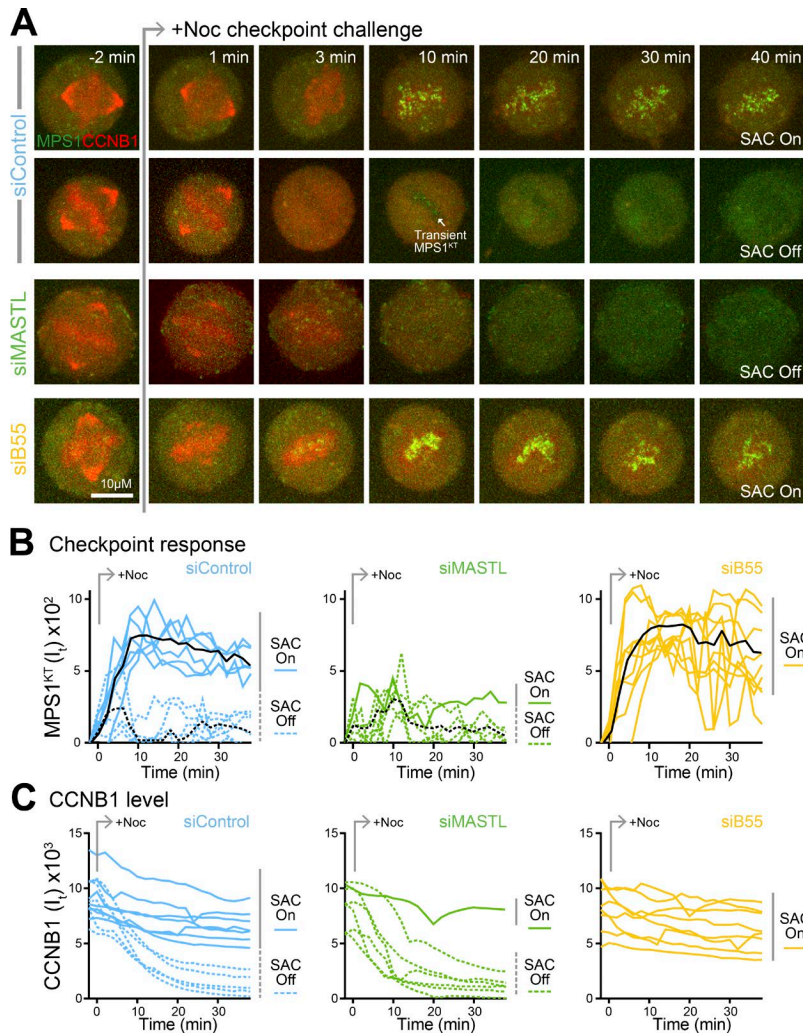 A
+Noc checkpoint challenge
-2 min
1 min
3 min
10 min
20 min
30 min
40 min
siControl
MPS1CCNB1
SAC On
Transient
MPS1KT
SAC Off
siMASTL
SAC Off
siB55
10µM
SAC On
B Checkpoint response
siControl
siMASTL
siB55
+Noc
+Noc
+Noc
MPS1KT (It) x102
10
5
0
0 10 20 30
Time (min)
SAC
On
SAC
Off
10
5
0
0 10 20 30
Time (min)
SAC
On
SAC
Off
10
5
0
0 10 20 30
Time (min)
SAC
On
C CCNB1 level
siControl
siMASTL
siB55
+Noc
+Noc
+Noc
CCNB1 (It) x103
15
10
5
0
0 10 20 30
Time (min)
SAC
On
SAC
Off
15
10
5
0
0 10 20 30
Time (min)
SAC
On
SAC
Off
15
10
5
0
0 10 20 30
Time (min)
SAC
On